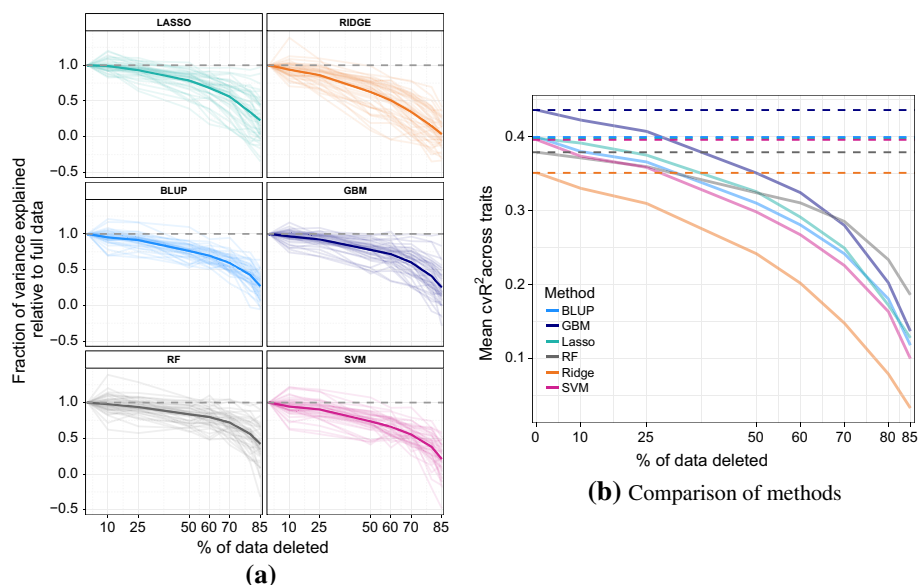 LASSO
RIDGE
1.0
0.5
0.0
−0.5
BLUP
GBM
1.0
0.5
0.0
−0.5
RF
SVM
1.0
0.5
0.0
−0.5
10 25 50 60 70 85
10 25 50 60 70 85
Fraction of variance explained
relative to full data
% of data deleted
(a)
0.4
0.3
0.2
0.1
Mean cvR²across traits
Method
BLUP
GBM
Lasso
RF
Ridge
SVM
0 10 25 50 60 70 80 85
% of data deleted
(b) Comparison of methods